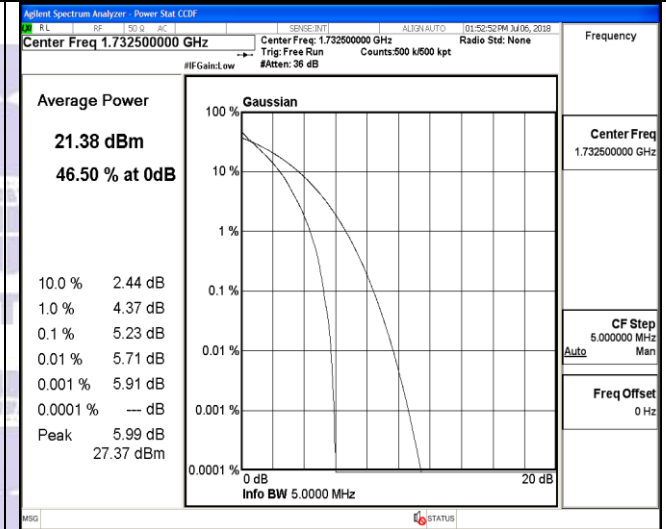 Agilent Spectrum Analyzer - Power Stat CCDF
RL RF 50 Ω AC SENSE:INT ALIGN AUTO 01:52:52 PM Jul 06, 2018
Center Freq 1.732500000 GHz
Center Freq: 1.732500000 GHz
Radio Std: None
Trig: Free Run Counts:500 k/500 kpt
#IFGain:Low #Atten: 36 dB
Frequency
Average Power
21.38 dBm
46.50 % at 0dB
10.0 % 2.44 dB
1.0 % 4.37 dB
0.1 % 5.23 dB
0.01 % 5.71 dB
0.001 % 5.91 dB
0.0001 % --- dB
Peak 5.99 dB
27.37 dBm
Gaussian
100 %
10 %
1 %
0.1 %
0.01 %
0.001 %
0.0001 %
0 dB 20 dB
Info BW 5.0000 MHz
Center Freq
1.732500000 GHz
CF Step
5.000000 MHz
Auto Man
Freq Offset
0 Hz
MSG STATUS